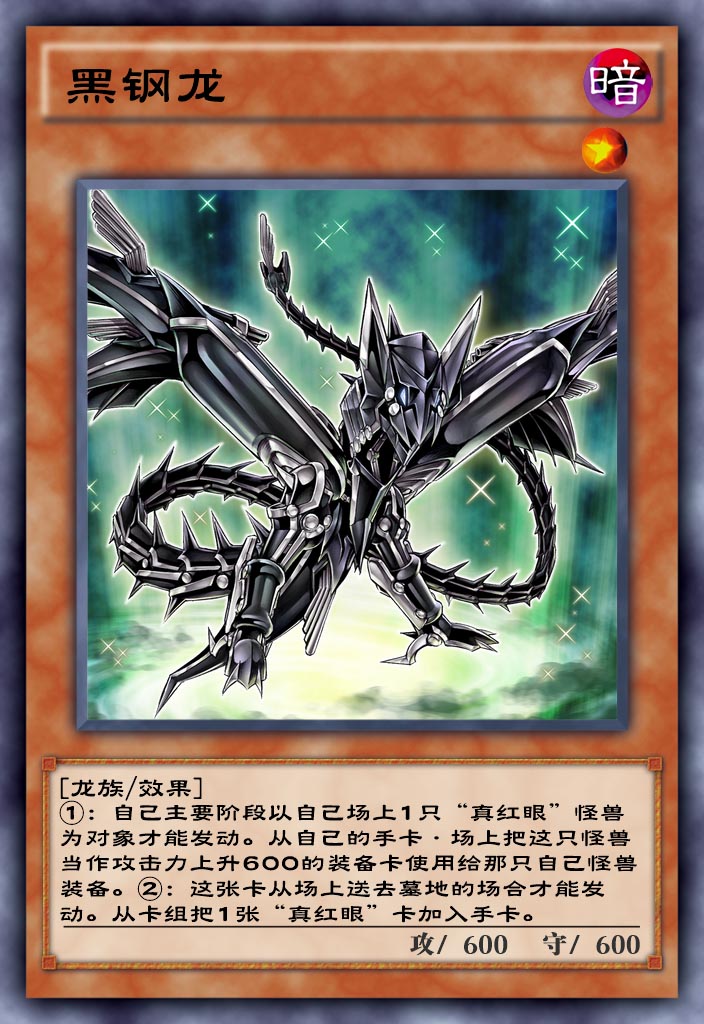 黑钢龙
暗
[龙族/效果]
①：自己主要阶段以自己场上1只“真红眼”怪兽
为对象才能发动。从自己的手卡·场上把这只怪兽
当作攻击力上升600的装备卡使用给那只自己怪兽
装备。②：这张卡从场上送去墓地的场合才能发
动。从卡组把1张“真红眼”卡加入手卡。
攻/ 600 守/ 600